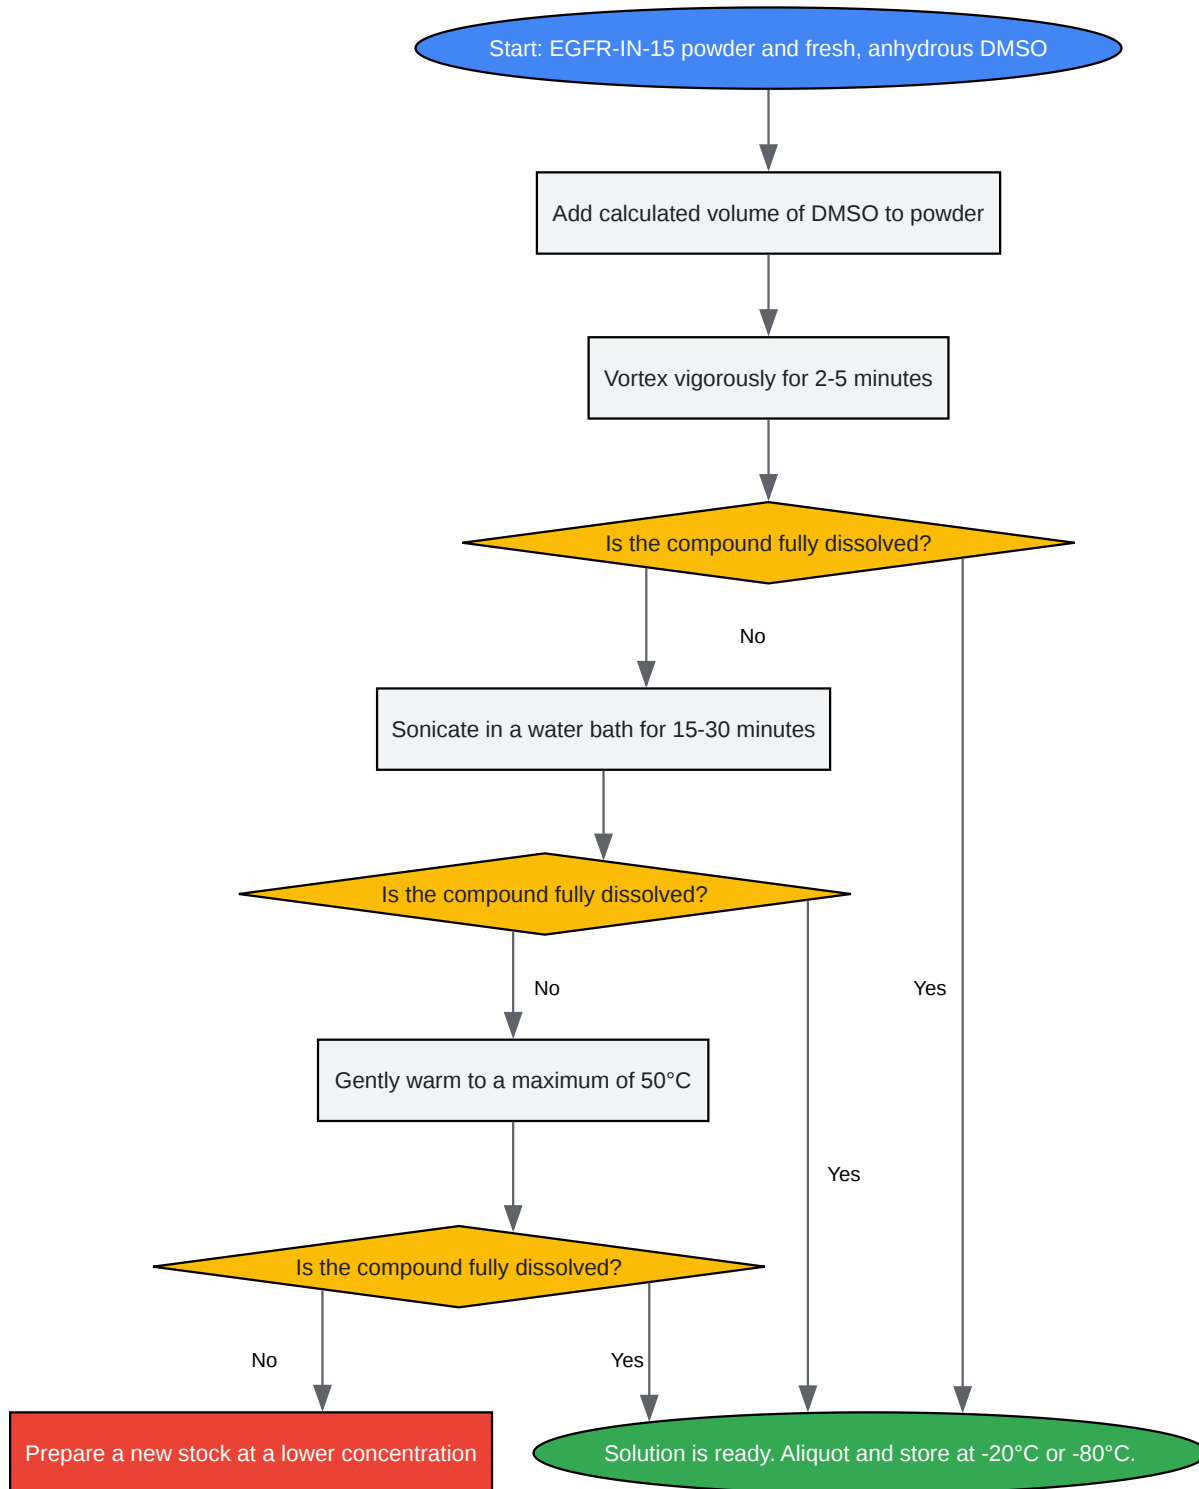 Start: EGFR-IN-15 powder and fresh, anhydrous DMSO
Add calculated volume of DMSO to powder
Vortex vigorously for 2-5 minutes
Is the compound fully dissolved?
No
Sonicate in a water bath for 15-30 minutes
Is the compound fully dissolved?
No
Yes
Gently warm to a maximum of 50°C
Yes
Is the compound fully dissolved?
No
Yes
Prepare a new stock at a lower concentration
Solution is ready. Aliquot and store at -20°C or -80°C.